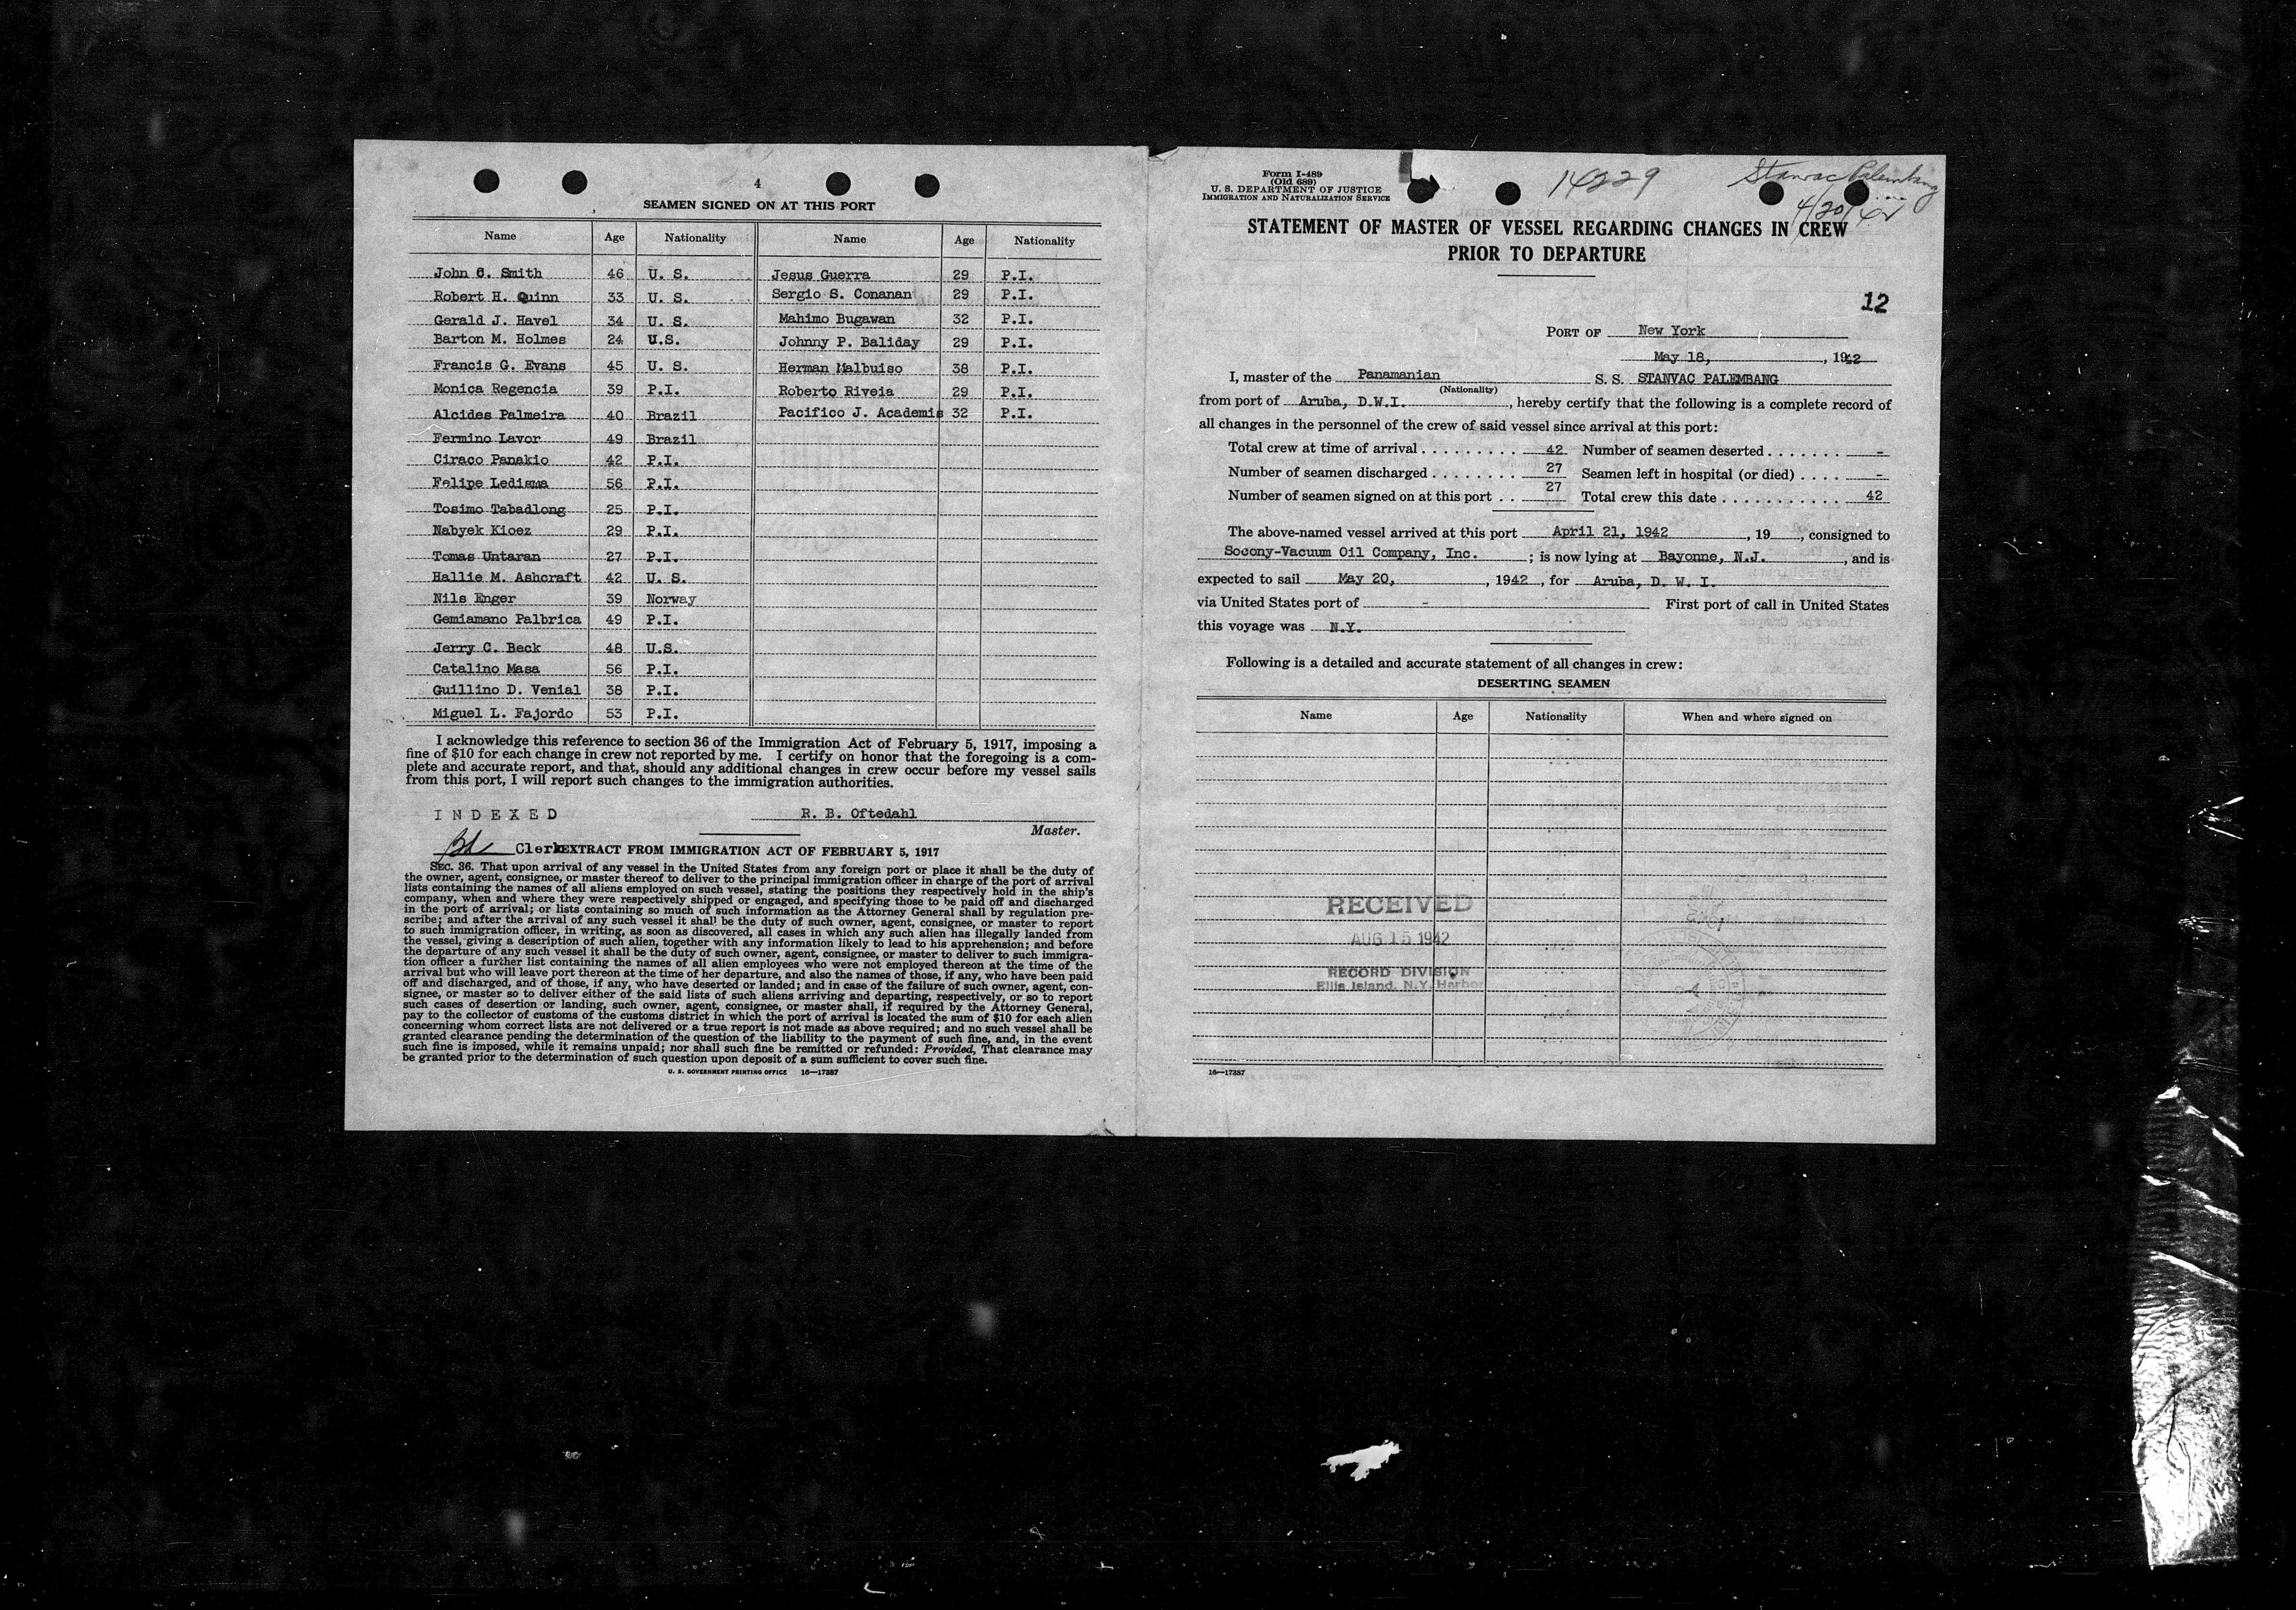 4
SEAMEN SIGNED ON AT THIS PORT
Name Age Nationality Name Age Nationality
John C. Smith 46 U. S. Jesus Guerra 29 P.I.
Robert H. Quinn 33 U. S. Sergio S. Conanan 29 P.I.
Gerald J. Havel 34 U. S. Mahimo Bugawan 32 P.I.
Barton M. Holmes 24 U.S. Johnny P. Baliday 29 P.I.
Francis G. Evans 45 U. S. Herman Malbuiso 38 P.I.
Monica Regencia 39 P.I. Roberto Riveia 29 P.I.
Alcides Palmeira 40 Brazil Pacifico J. Academis 32 P.I.
Fermino Lavor 49 Brazil
Ciraco Panakio 42 P.I.
Felipe Ledisma 56 P.I.
Tosimo Tabadlong 25 P.I.
Nabyek Kioez 29 P.I.
Tomas Untaran 27 P.I.
Hallie M. Ashcraft 42 U. S.
Nils Enger 39 Norway
Gemiamano Palbrica 49 P.I.
Jerry C. Beck 48 U.S.
Catalino Masa 56 P.I.
Guillino D. Venial 38 P.I.
Miguel L. Fajordo 53 P.I.
I acknowledge this reference to section 36 of the Immigration Act of February 5, 1917, imposing a
fine of $10 for each change in crew not reported by me. I certify on honor that the foregoing is a com-
plete and accurate report, and that, should any additional changes in crew occur before my vessel sails
from this port, I will report such changes to the immigration authorities.
INDEXED R. B. Oftedahl
Master.
Clerk EXTRACT FROM IMMIGRATION ACT OF FEBRUARY 5, 1917
SEC. 36. That upon arrival of any vessel in the United States from any foreign port or place it shall be the duty of
the owner, agent, consignee, or master thereof to deliver to the principal immigration officer in charge of the port of arrival
lists containing the names of all aliens employed on such vessel, stating the positions they respectively hold in the ship's
company, when and where they were respectively shipped or engaged, and specifying those to be paid off and discharged
in the port of arrival; or lists containing so much of such information as the Attorney General shall by regulation pre-
scribe; and after the arrival of any such vessel it shall be the duty of such owner, agent, consignee, or master to report
to such immigration officer, in writing, as soon as discovered, all cases in which any such alien has illegally landed from
the vessel, giving a description of such alien, together with any information likely to lead to his apprehension; and before
the departure of any such vessel it shall be the duty of such owner, agent, consignee, or master to deliver to such immigra-
tion officer a further list containing the names of all alien employees who were not employed thereon at the time of the
arrival but who will leave port thereon at the time of her departure, and also the names of those, if any, who have been paid
off and discharged, and of those, if any, who have deserted or landed; and in case of the failure of such owner, agent, con-
signee, or master so to deliver either of the said lists of such aliens arriving and departing, respectively, or so to report
such cases of desertion or landing, such owner, agent, consignee, or master shall, if required by the Attorney General,
pay to the collector of customs of the customs district in which the port of arrival is located the sum of $10 for each alien
concerning whom correct lists are not delivered or a true report is not made as above required; and no such vessel shall be
granted clearance pending the determination of the question of the liability to the payment of such fine, and, in the event
such fine is imposed, while it remains unpaid; nor shall such fine be remitted or refunded: Provided, That clearance may
be granted prior to the determination of such question upon deposit of a sum sufficient to cover such fine.
U. S. GOVERNMENT PRINTING OFFICE 16—17387
Form I-489
(Old 689)
U. S. DEPARTMENT OF JUSTICE
IMMIGRATION AND NATURALIZATION SERVICE
14229
Stanvac Palembang
4/20/42
STATEMENT OF MASTER OF VESSEL REGARDING CHANGES IN CREW
PRIOR TO DEPARTURE
12
PORT OF New York
May 18, , 1942
I, master of the Panamanian S. S. STANVAC PALEMBANG
(Nationality)
from port of Aruba, D.W.I. , hereby certify that the following is a complete record of
all changes in the personnel of the crew of said vessel since arrival at this port:
Total crew at time of arrival . . . . . . . . . 42 Number of seamen deserted . . . . . . . -
Number of seamen discharged . . . . . . . . 27 Seamen left in hospital (or died) . . . . -
Number of seamen signed on at this port . . 27 Total crew this date . . . . . . . . . . . 42
The above-named vessel arrived at this port April 21, 1942 , 19 , consigned to
Socony-Vacuum Oil Company, Inc. ; is now lying at Bayonne, N.J. , and is
expected to sail May 20, , 1942 , for Aruba, D. W. I.
via United States port of - First port of call in United States
this voyage was N.Y.
Following is a detailed and accurate statement of all changes in crew:
DESERTING SEAMEN
Name Age Nationality When and where signed on
RECEIVED
AUG 15 1942
RECORD DIVISION
Ellis Island, N.Y. Harbor
16—17387